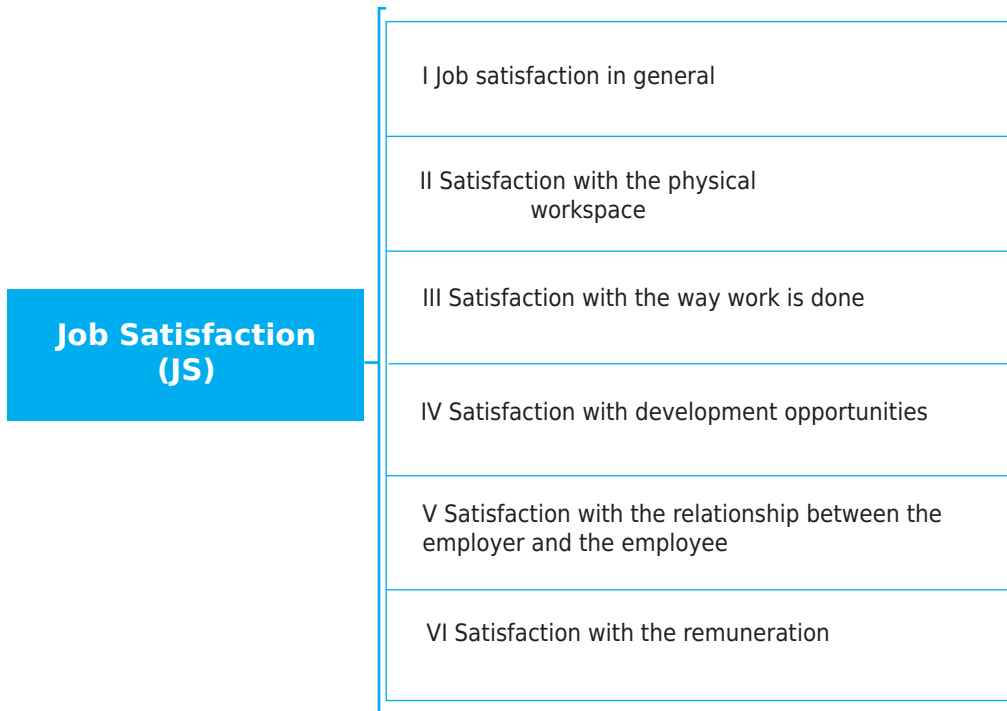 Job Satisfaction
(JS)
I Job satisfaction in general
II Satisfaction with the physical
workspace
III Satisfaction with the way work is done
IV Satisfaction with development opportunities
V Satisfaction with the relationship between the
employer and the employee
VI Satisfaction with the remuneration